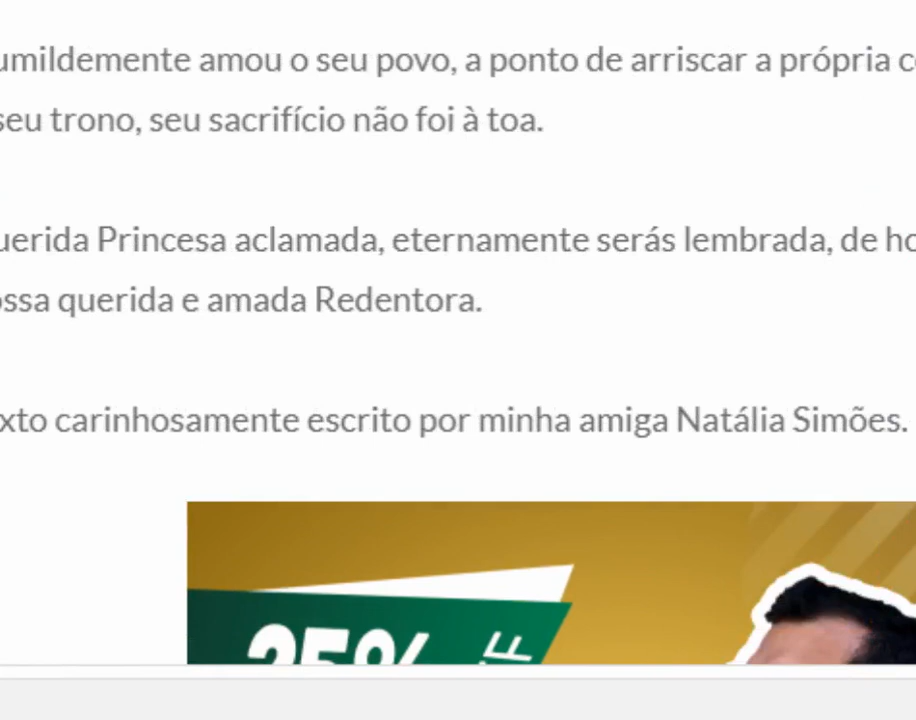 umildemente amou o seu povo, a ponto de arriscar a própria c
seu trono, seu sacrifício não foi à toa.
uerida Princesa aclamada, eternamente serás lembrada, de ho
ossa querida e amada Redentora.
xto carinhosamente escrito por minha amiga Natália Simões.
25%